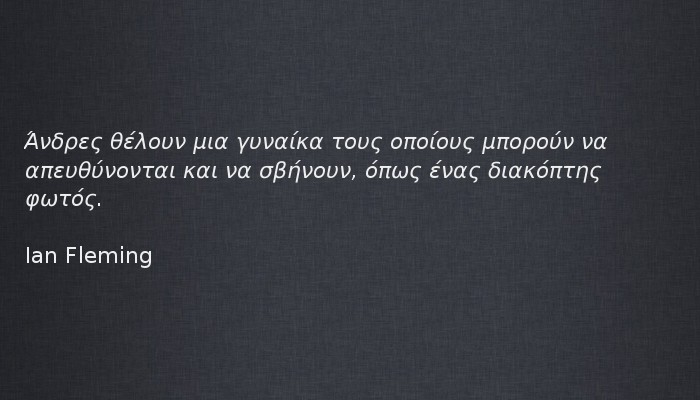 Άνδρες θέλουν μια γυναίκα τους οποίους μπορούν να
απευθύνονται και να σβήνουν, όπως ένας διακόπτης
φωτός.
Ian Fleming